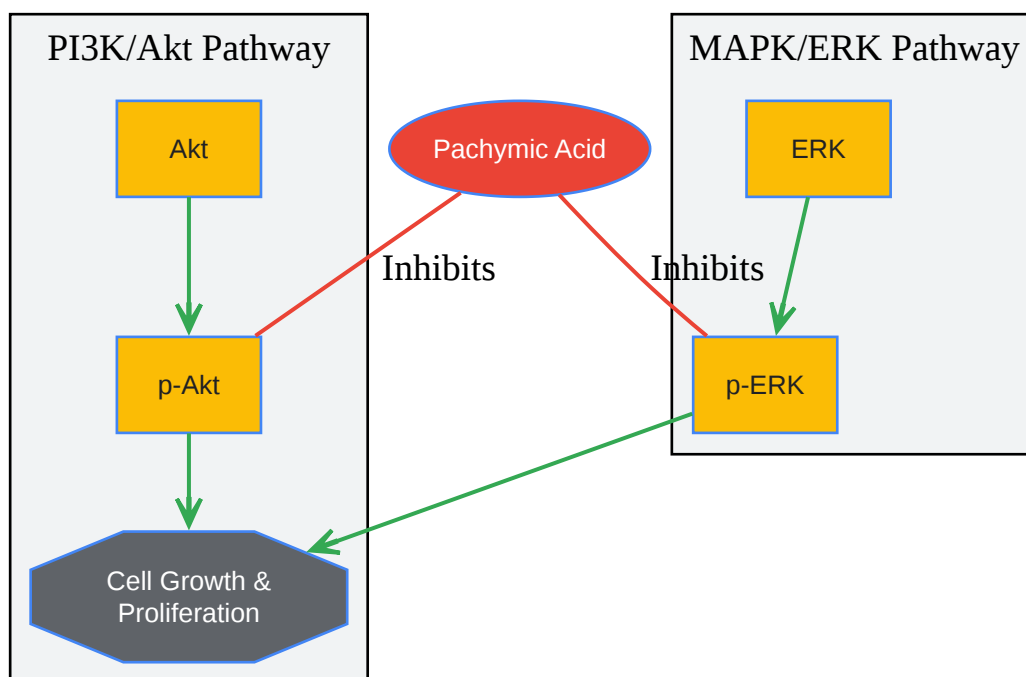 PI3K/Akt Pathway
MAPK/ERK Pathway
Akt
Pachymic Acid
ERK
Inhibits
Inhibits
p-Akt
p-ERK
Cell Growth &
Proliferation